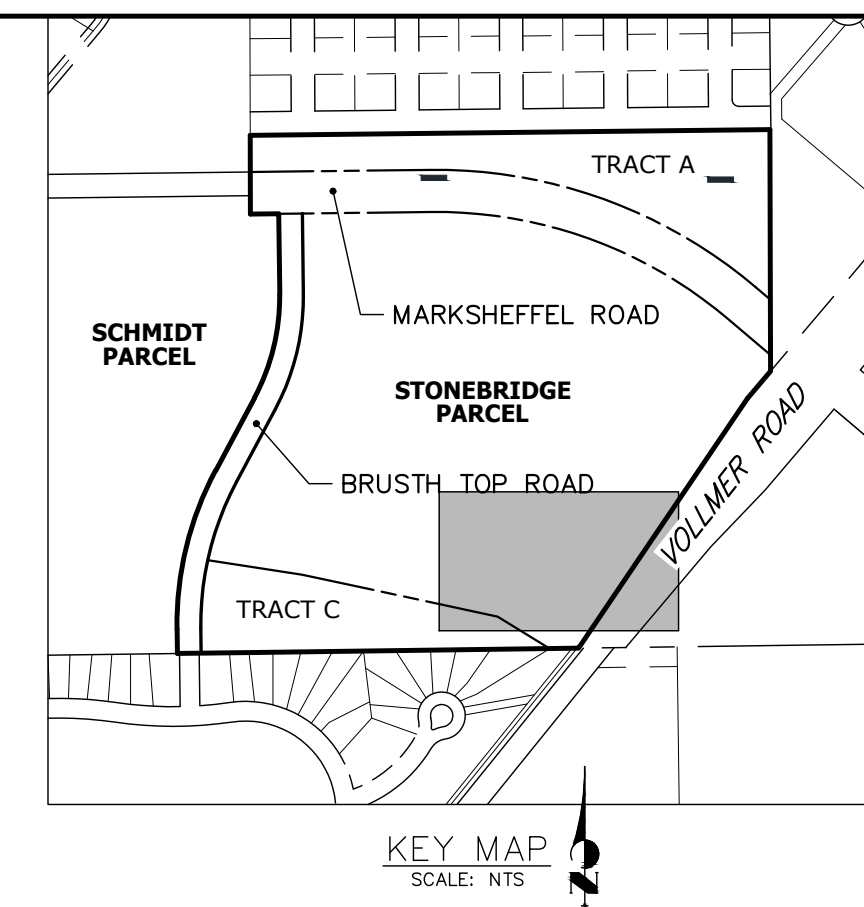 TRACT A
MARKSHEFFEL ROAD
SCHMIDT
PARCEL
STONEBRIDGE
PARCEL
VOLLMER ROAD
BRUSTH TOP ROAD
TRACT C
KEY MAP
SCALE: NTS
N